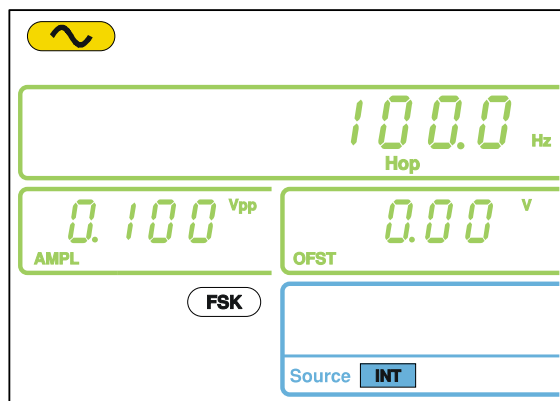 100.0 Hz
Hop
0.100 Vpp
AMPL
0.00 V
OFST
FSK
Source INT